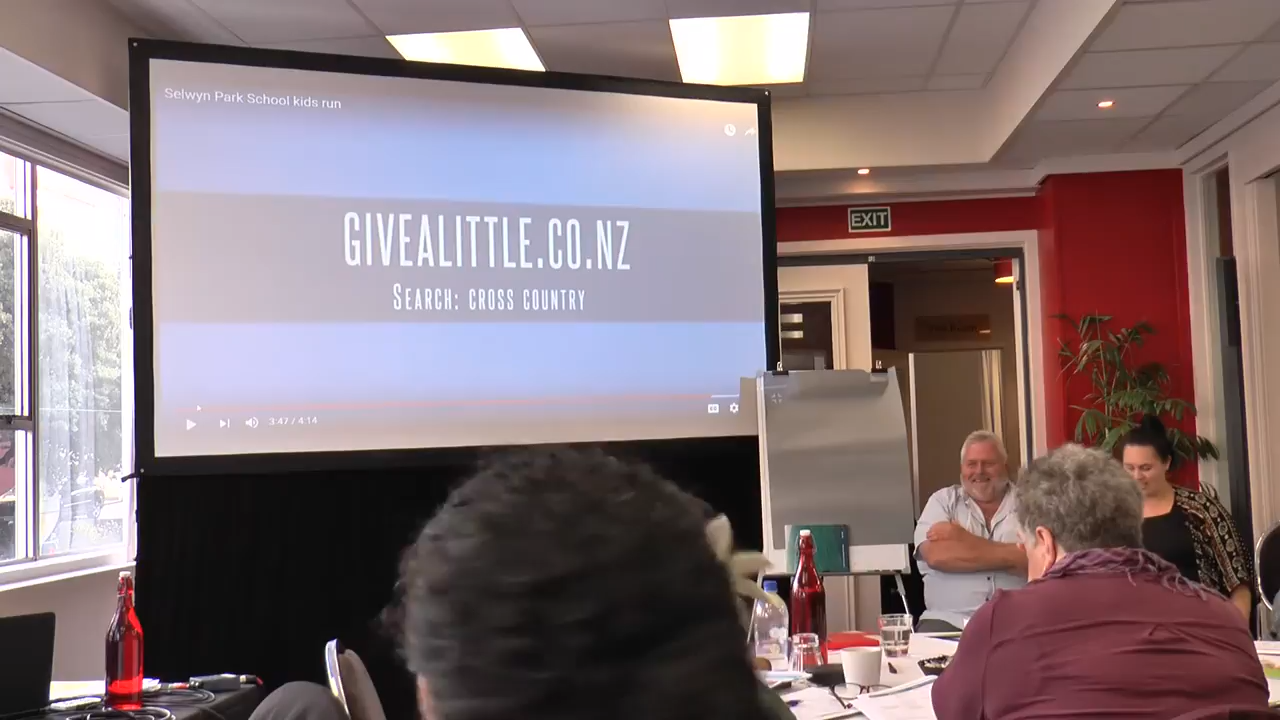 Selwyn Park School kids run
GIVEALITTLE.CO.NZ
SEARCH: CROSS COUNTRY
3:47 / 4:14
EXIT